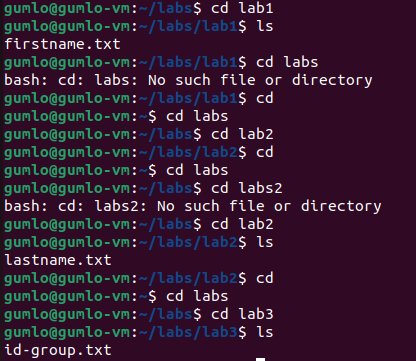 gumlo@gumlo-vm:~/labs$ cd lab1
gumlo@gumlo-vm:~/labs/lab1$ ls
firstname.txt
gumlo@gumlo-vm:~/labs/lab1$ cd labs
bash: cd: labs: No such file or directory
gumlo@gumlo-vm:~/labs/lab1$ cd
gumlo@gumlo-vm:~$ cd labs
gumlo@gumlo-vm:~/labs$ cd lab2
gumlo@gumlo-vm:~/labs/lab2$ cd
gumlo@gumlo-vm:~$ cd labs
gumlo@gumlo-vm:~/labs$ cd labs2
bash: cd: labs2: No such file or directory
gumlo@gumlo-vm:~/labs$ cd lab2
gumlo@gumlo-vm:~/labs/lab2$ ls
lastname.txt
gumlo@gumlo-vm:~/labs/lab2$ cd
gumlo@gumlo-vm:~$ cd labs
gumlo@gumlo-vm:~/labs$ cd lab3
gumlo@gumlo-vm:~/labs/lab3$ ls
id-group.txt